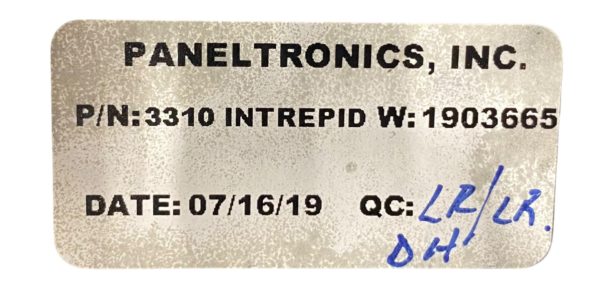 PANELTRONICS, INC.
P/N: 3310 INTREPID W: 1903665
DATE: 07/16/19 QC: LR/LR.
DH